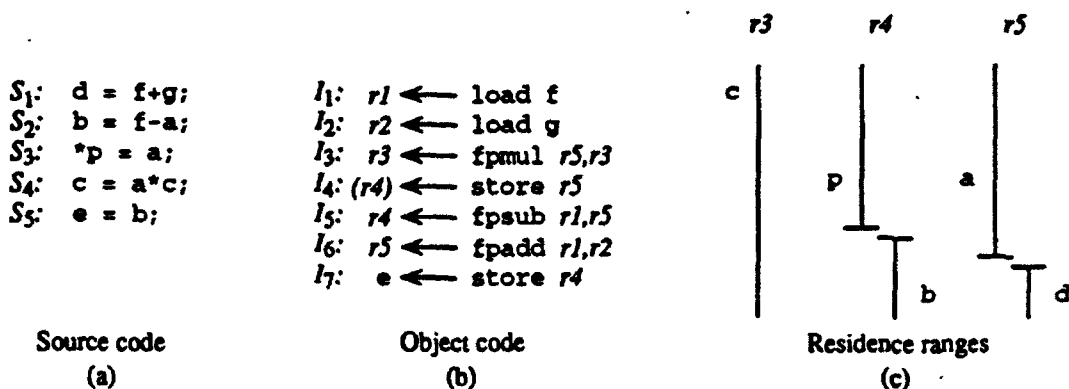 S1: d = f+g;
S2: b = f-a;
S3: *p = a;
S4: c = a*c;
S5: e = b;
Source code
(a)
I1: r1 ← load f
I2: r2 ← load g
I3: r3 ← fpmul r5,r3
I4: (r4) ← store r5
I5: r4 ← fpsub r1,r5
I6: r5 ← fpadd r1,r2
I7: e ← store r4
Object code
(b)
r3 r4 r5
c
p a
b d
Residence ranges
(c)